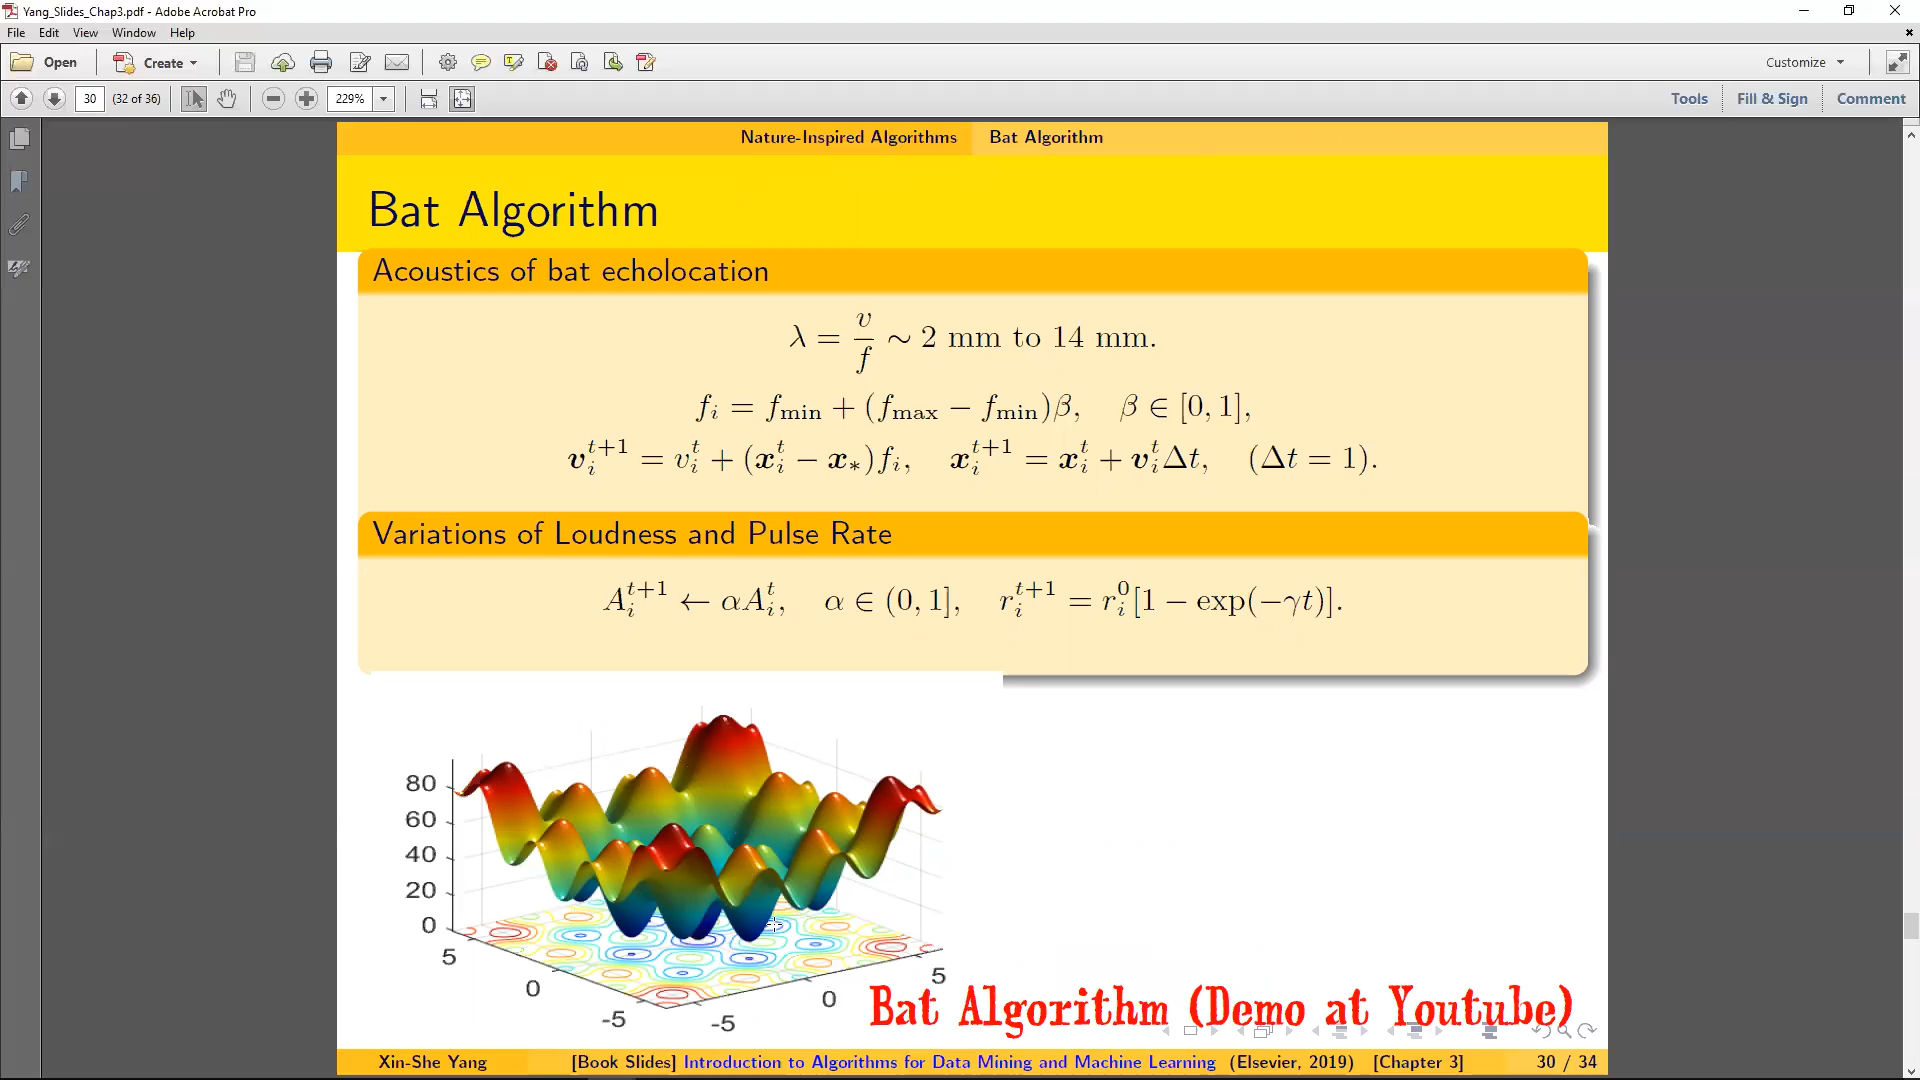 Yang_Slides_Chap3.pdf - Adobe Acrobat Pro
File Edit View Window Help
Open Create Customize
30 (32 of 36) 229% Tools Fill & Sign Comment
Nature-Inspired Algorithms Bat Algorithm
Bat Algorithm
Acoustics of bat echolocation
λ = v/f ∼ 2 mm to 14 mm.
f_i = f_min + (f_max − f_min)β, β ∈ [0, 1],
v_i^{t+1} = v_i^t + (x_i^t − x_*)f_i, x_i^{t+1} = x_i^t + v_i^t Δt, (Δt = 1).
Variations of Loudness and Pulse Rate
A_i^{t+1} ← αA_i^t, α ∈ (0, 1], r_i^{t+1} = r_i^0[1 − exp(−γt)].
80
60
40
20
0
5
0
-5
-5
0
5
Bat Algorithm (Demo at Youtube)
Xin-She Yang [Book Slides] Introduction to Algorithms for Data Mining and Machine Learning (Elsevier, 2019) [Chapter 3] 30 / 34